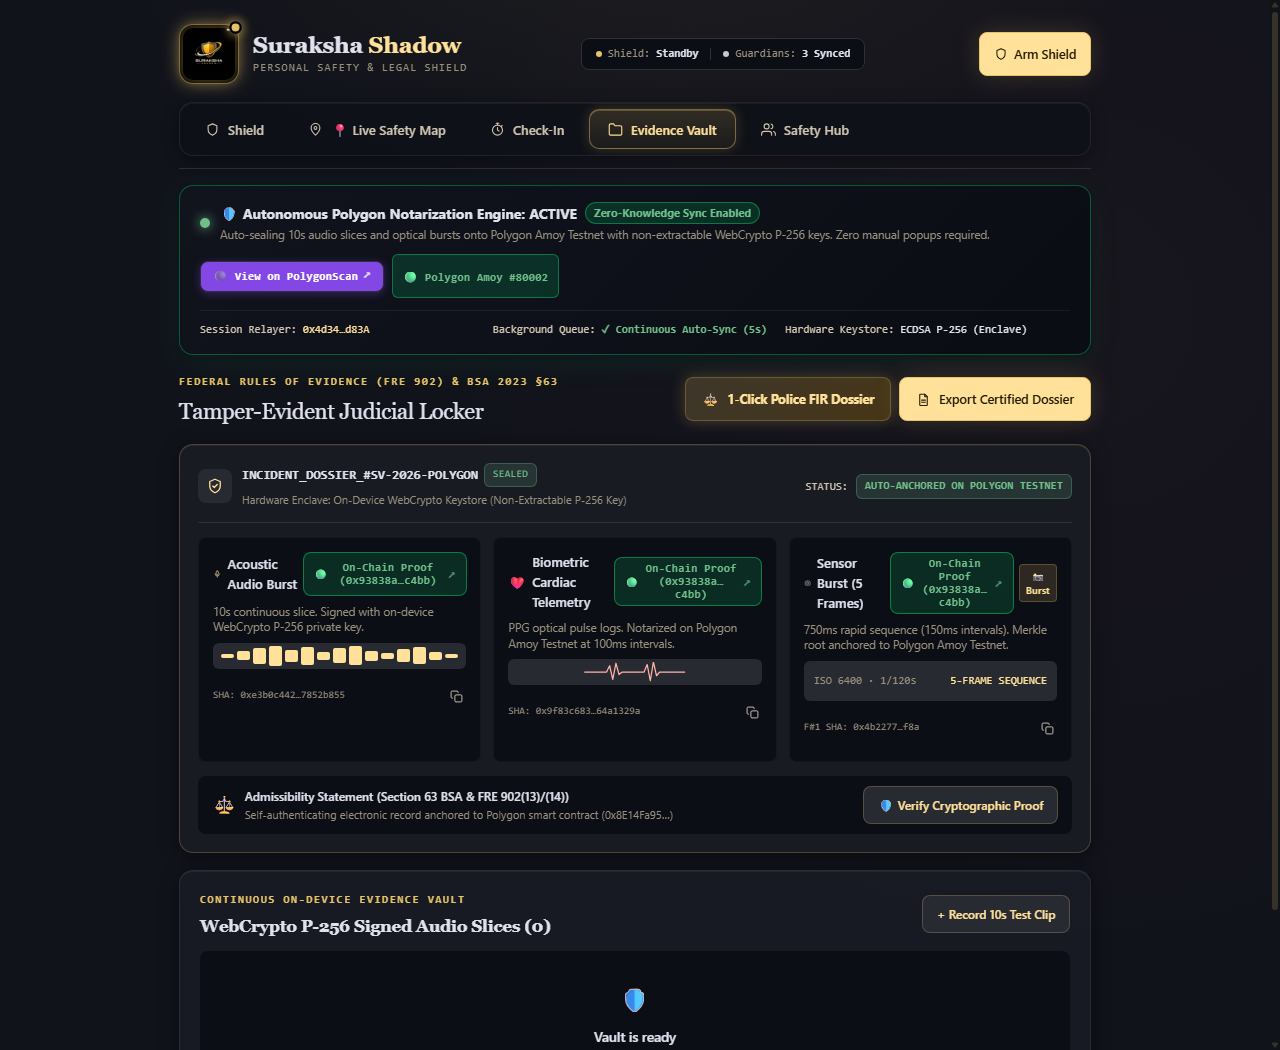 SURAKSHA
Suraksha Shadow
PERSONAL SAFETY & LEGAL SHIELD
Shield: Standby
Guardians: 3 Synced
Arm Shield
Shield
Live Safety Map
Check-In
Evidence Vault
Safety Hub
Autonomous Polygon Notarization Engine: ACTIVE
Zero-Knowledge Sync Enabled
Auto-sealing 10s audio slices and optical bursts onto Polygon Amoy Testnet with non-extractable WebCrypto P-256 keys. Zero manual popups required.
View on PolygonScan ↗
Polygon Amoy #80002
Session Relayer: 0x4d34…d83A
Background Queue: ✓ Continuous Auto-Sync (5s)
Hardware Keystore: ECDSA P-256 (Enclave)
FEDERAL RULES OF EVIDENCE (FRE 902) & BSA 2023 §63
Tamper-Evident Judicial Locker
1-Click Police FIR Dossier
Export Certified Dossier
INCIDENT_DOSSIER_#SV-2026-POLYGON
SEALED
Hardware Enclave: On-Device WebCrypto Keystore (Non-Extractable P-256 Key)
STATUS:
AUTO-ANCHORED ON POLYGON TESTNET
Acoustic
Audio Burst
On-Chain Proof
(0x93838a…c4bb)
↗
10s continuous slice. Signed with on-device
WebCrypto P-256 private key.
SHA: 0xe3b0c442…7852b855
Biometric
Cardiac
Telemetry
On-Chain Proof
(0x93838a…
c4bb)
↗
PPG optical pulse logs. Notarized on Polygon
Amoy Testnet at 100ms intervals.
SHA: 0x9f83c683…64a1329a
Sensor
Burst (5
Frames)
On-Chain
Proof
(0x93838a…
c4bb)
↗
Burst
750ms rapid sequence (150ms intervals). Merkle
root anchored to Polygon Amoy Testnet.
ISO 6400 · 1/120s
5-FRAME SEQUENCE
F#1 SHA: 0x4b2277…f8a
Admissibility Statement (Section 63 BSA & FRE 902(13)/(14))
Self-authenticating electronic record anchored to Polygon smart contract (0x8E14Fa95...)
Verify Cryptographic Proof
CONTINUOUS ON-DEVICE EVIDENCE VAULT
WebCrypto P-256 Signed Audio Slices (0)
+ Record 10s Test Clip
Vault is ready